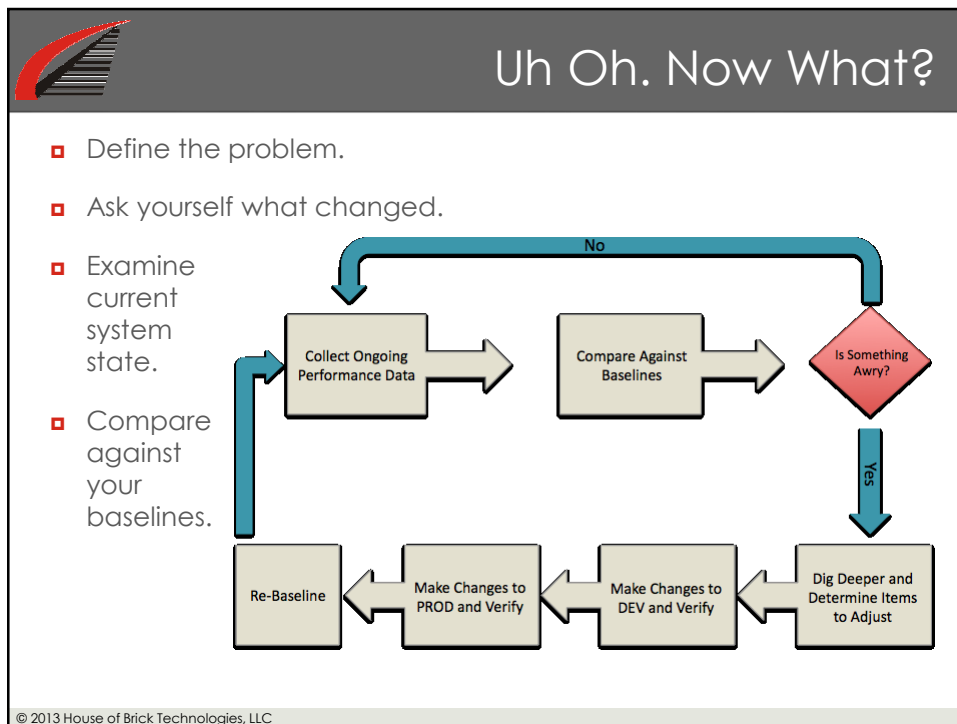 Uh Oh. Now What?
Define the problem.
Ask yourself what changed.
Examine
current
system
state.
Compare
against
your
baselines.
No
Collect Ongoing
Performance Data
Compare Against
Baselines
Is Something
Awry?
Yes
Dig Deeper and
Determine Items
to Adjust
Make Changes to
DEV and Verify
Make Changes to
PROD and Verify
Re-Baseline
© 2013 House of Brick Technologies, LLC